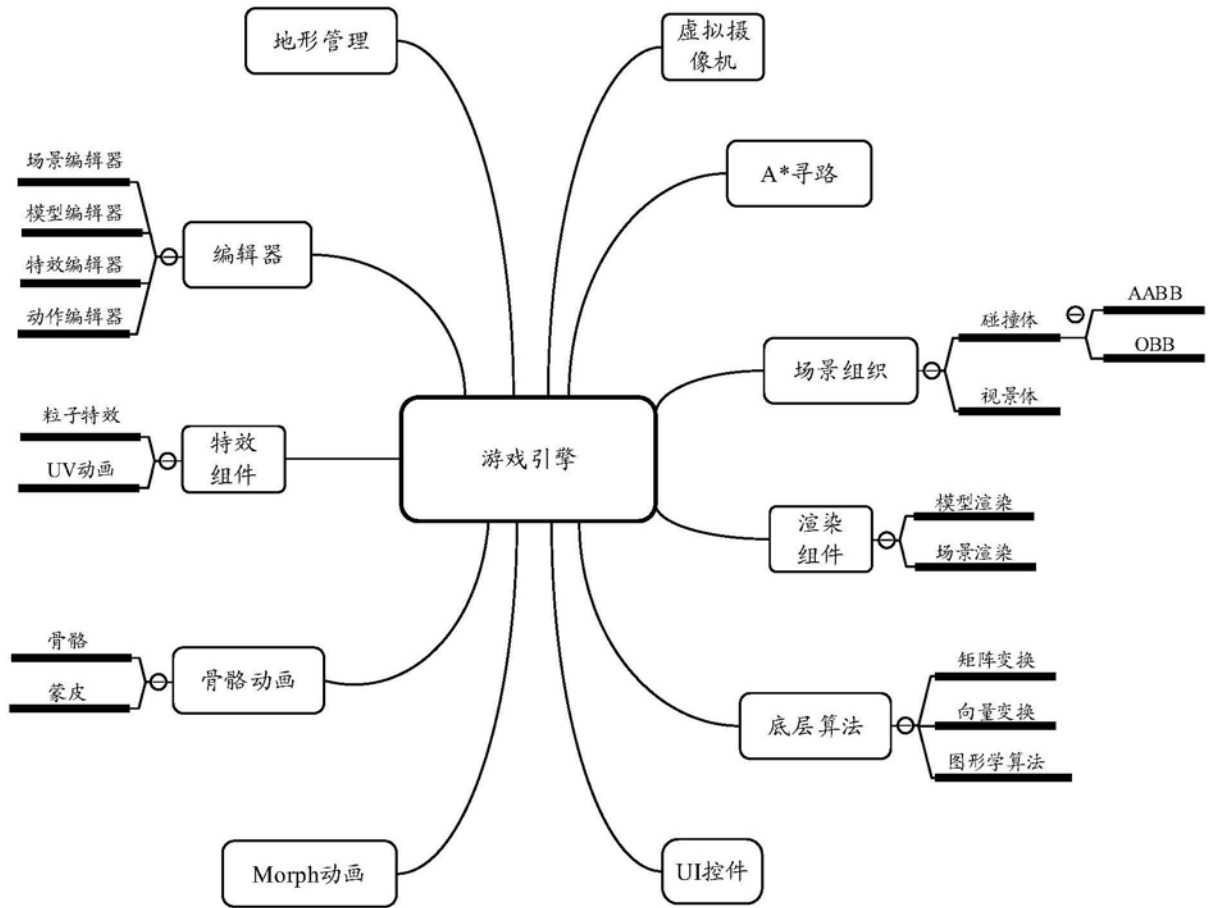 地形管理
虚拟摄
像机
A*寻路
场景编辑器
模型编辑器
特效编辑器
动作编辑器
编辑器
AABB
OBB
碰撞体
视景体
场景组织
粒子特效
UV动画
特效
组件
游戏引擎
渲染
组件
模型渲染
场景渲染
骨骼
蒙皮
骨骼动画
底层算法
矩阵变换
向量变换
图形学算法
Morph动画
UI控件